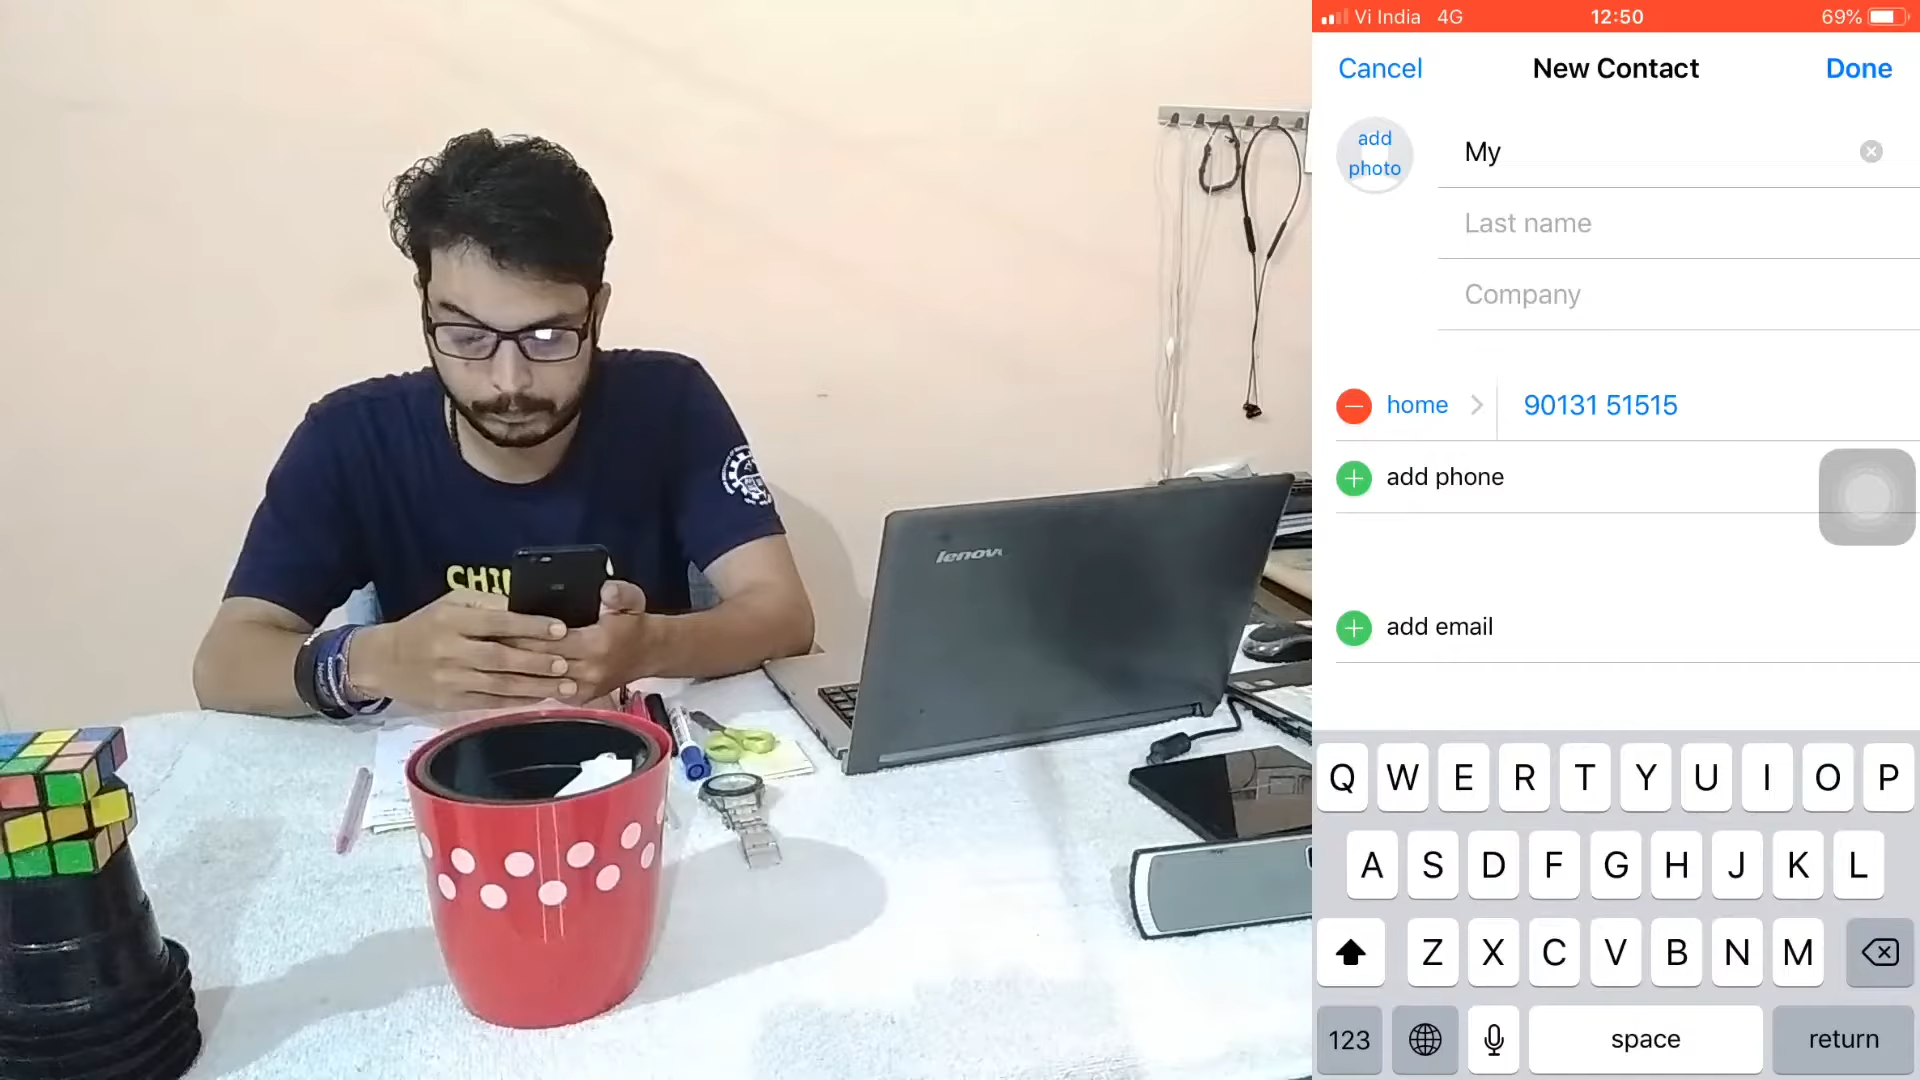 Vi India 4G 12:50 69%
Cancel New Contact Done
add photo
My
Last name
Company
home 90131 51515
add phone
add email
Q W E R T Y U I O P
A S D F G H J K L
Z X C V B N M
123 space return
lenovo
CHI